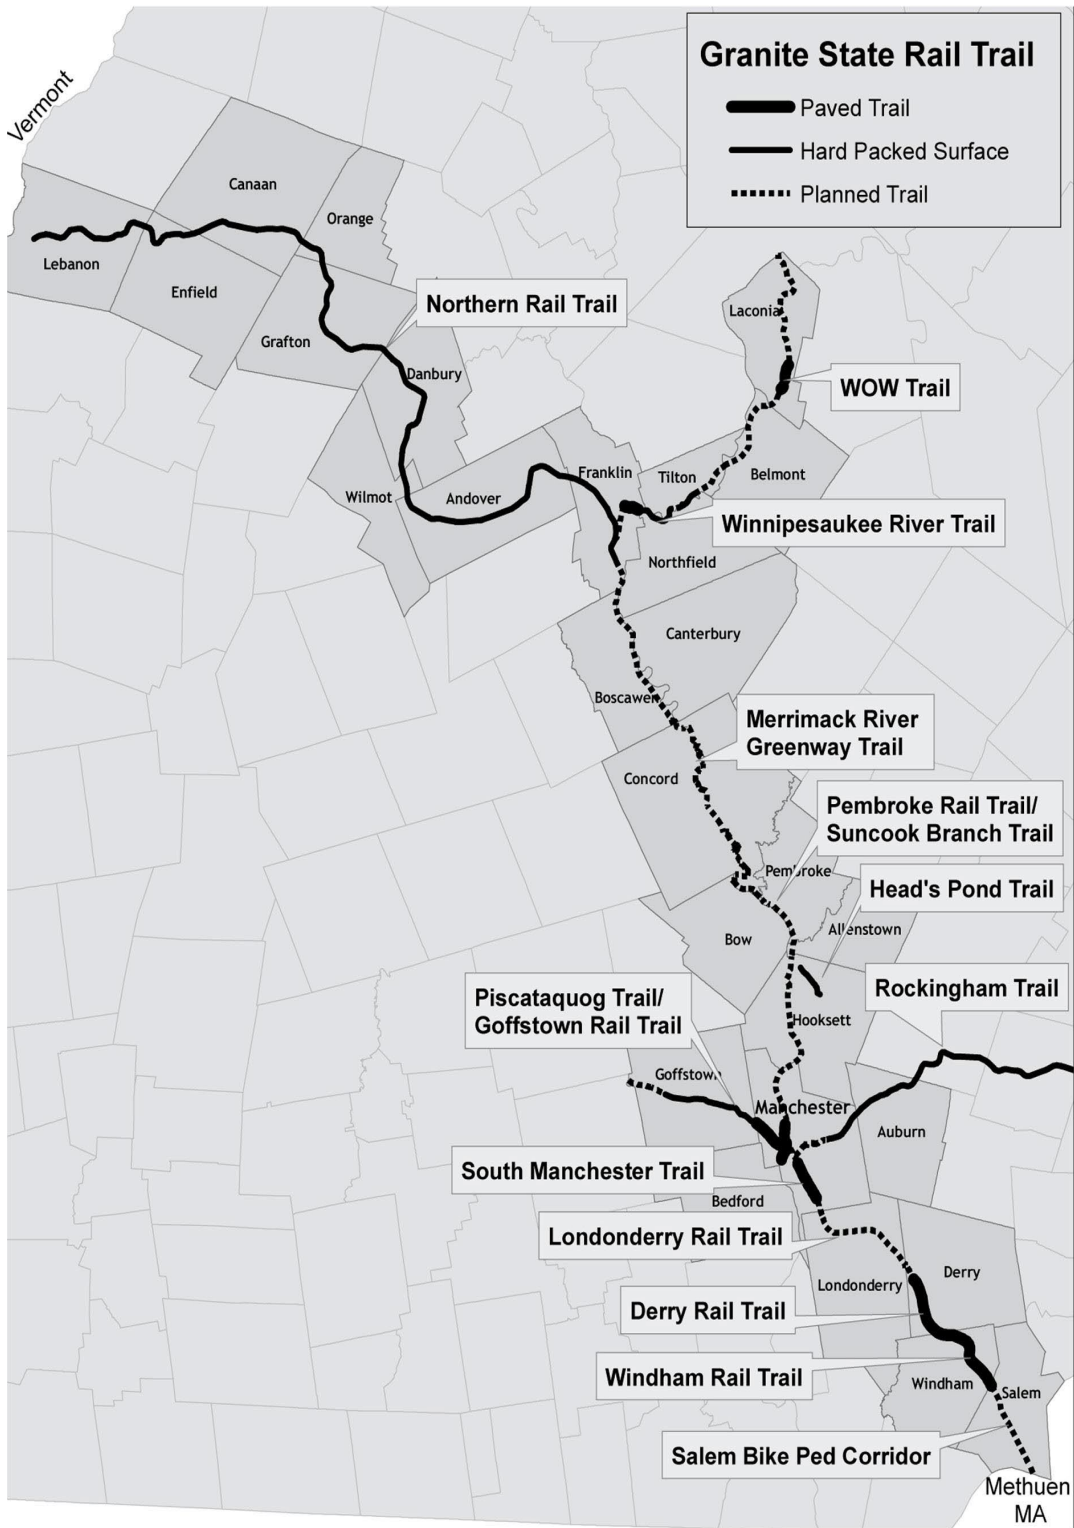 Granite State Rail Trail
Paved Trail
Hard Packed Surface
Planned Trail
Vermont
Canaan
Orange
Lebanon
Enfield
Grafton
Northern Rail Trail
Laconia
Danbury
WOW Trail
Wilmot
Andover
Franklin
Tilton
Belmont
Winnipesaukee River Trail
Northfield
Canterbury
Boscawen
Merrimack River
Greenway Trail
Concord
Pembroke Rail Trail/
Suncook Branch Trail
Pembroke
Head's Pond Trail
Bow
Allenstown
Rockingham Trail
Piscataquog Trail/
Goffstown Rail Trail
Hooksett
Goffstown
Manchester
Auburn
South Manchester Trail
Bedford
Londonderry Rail Trail
Londonderry
Derry
Derry Rail Trail
Windham Rail Trail
Windham
Salem
Salem Bike Ped Corridor
Methuen
MA